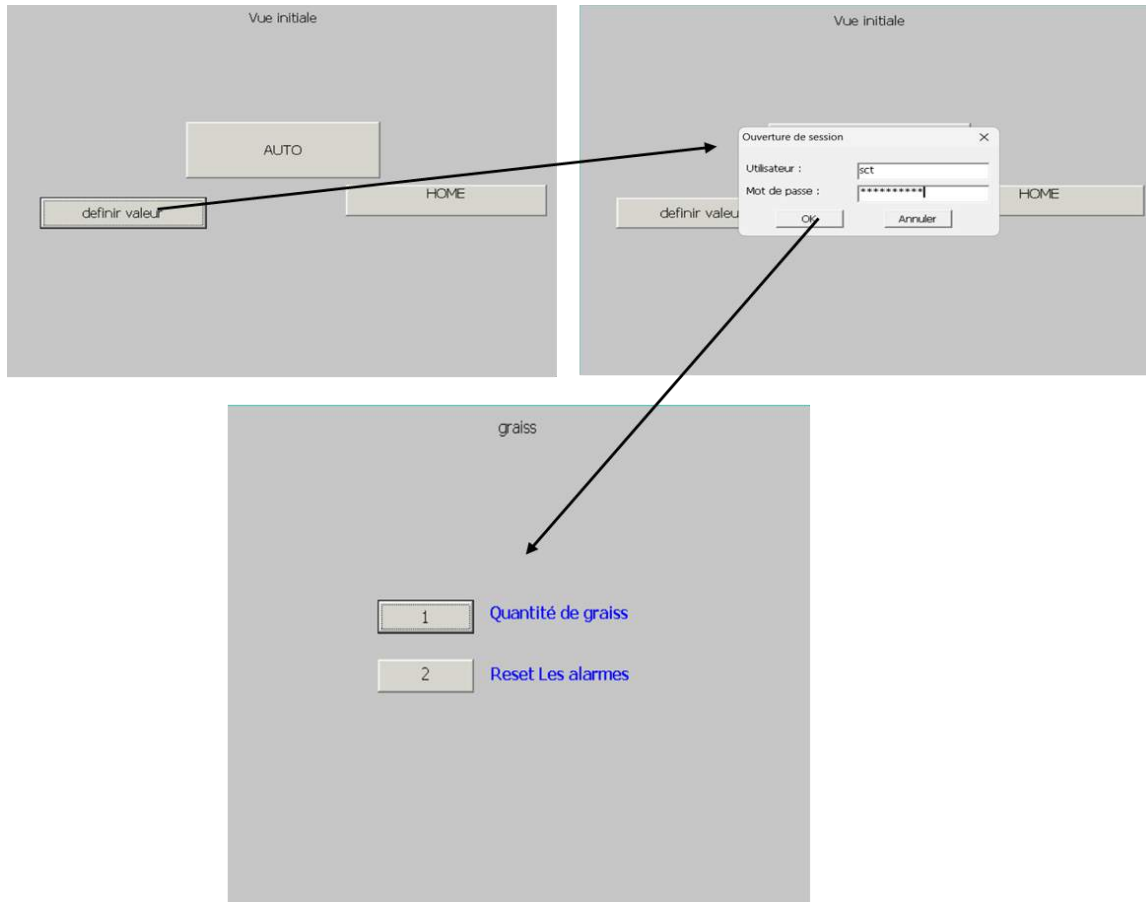 Vue initiale
AUTO
HOME
definir valeur
Vue initiale
Ouverture de session
Utilisateur :
sct
Mot de passe :
**********
OK
Annuler
definir valeu
HOME
graiss
1
Quantité de graiss
2
Reset Les alarmes